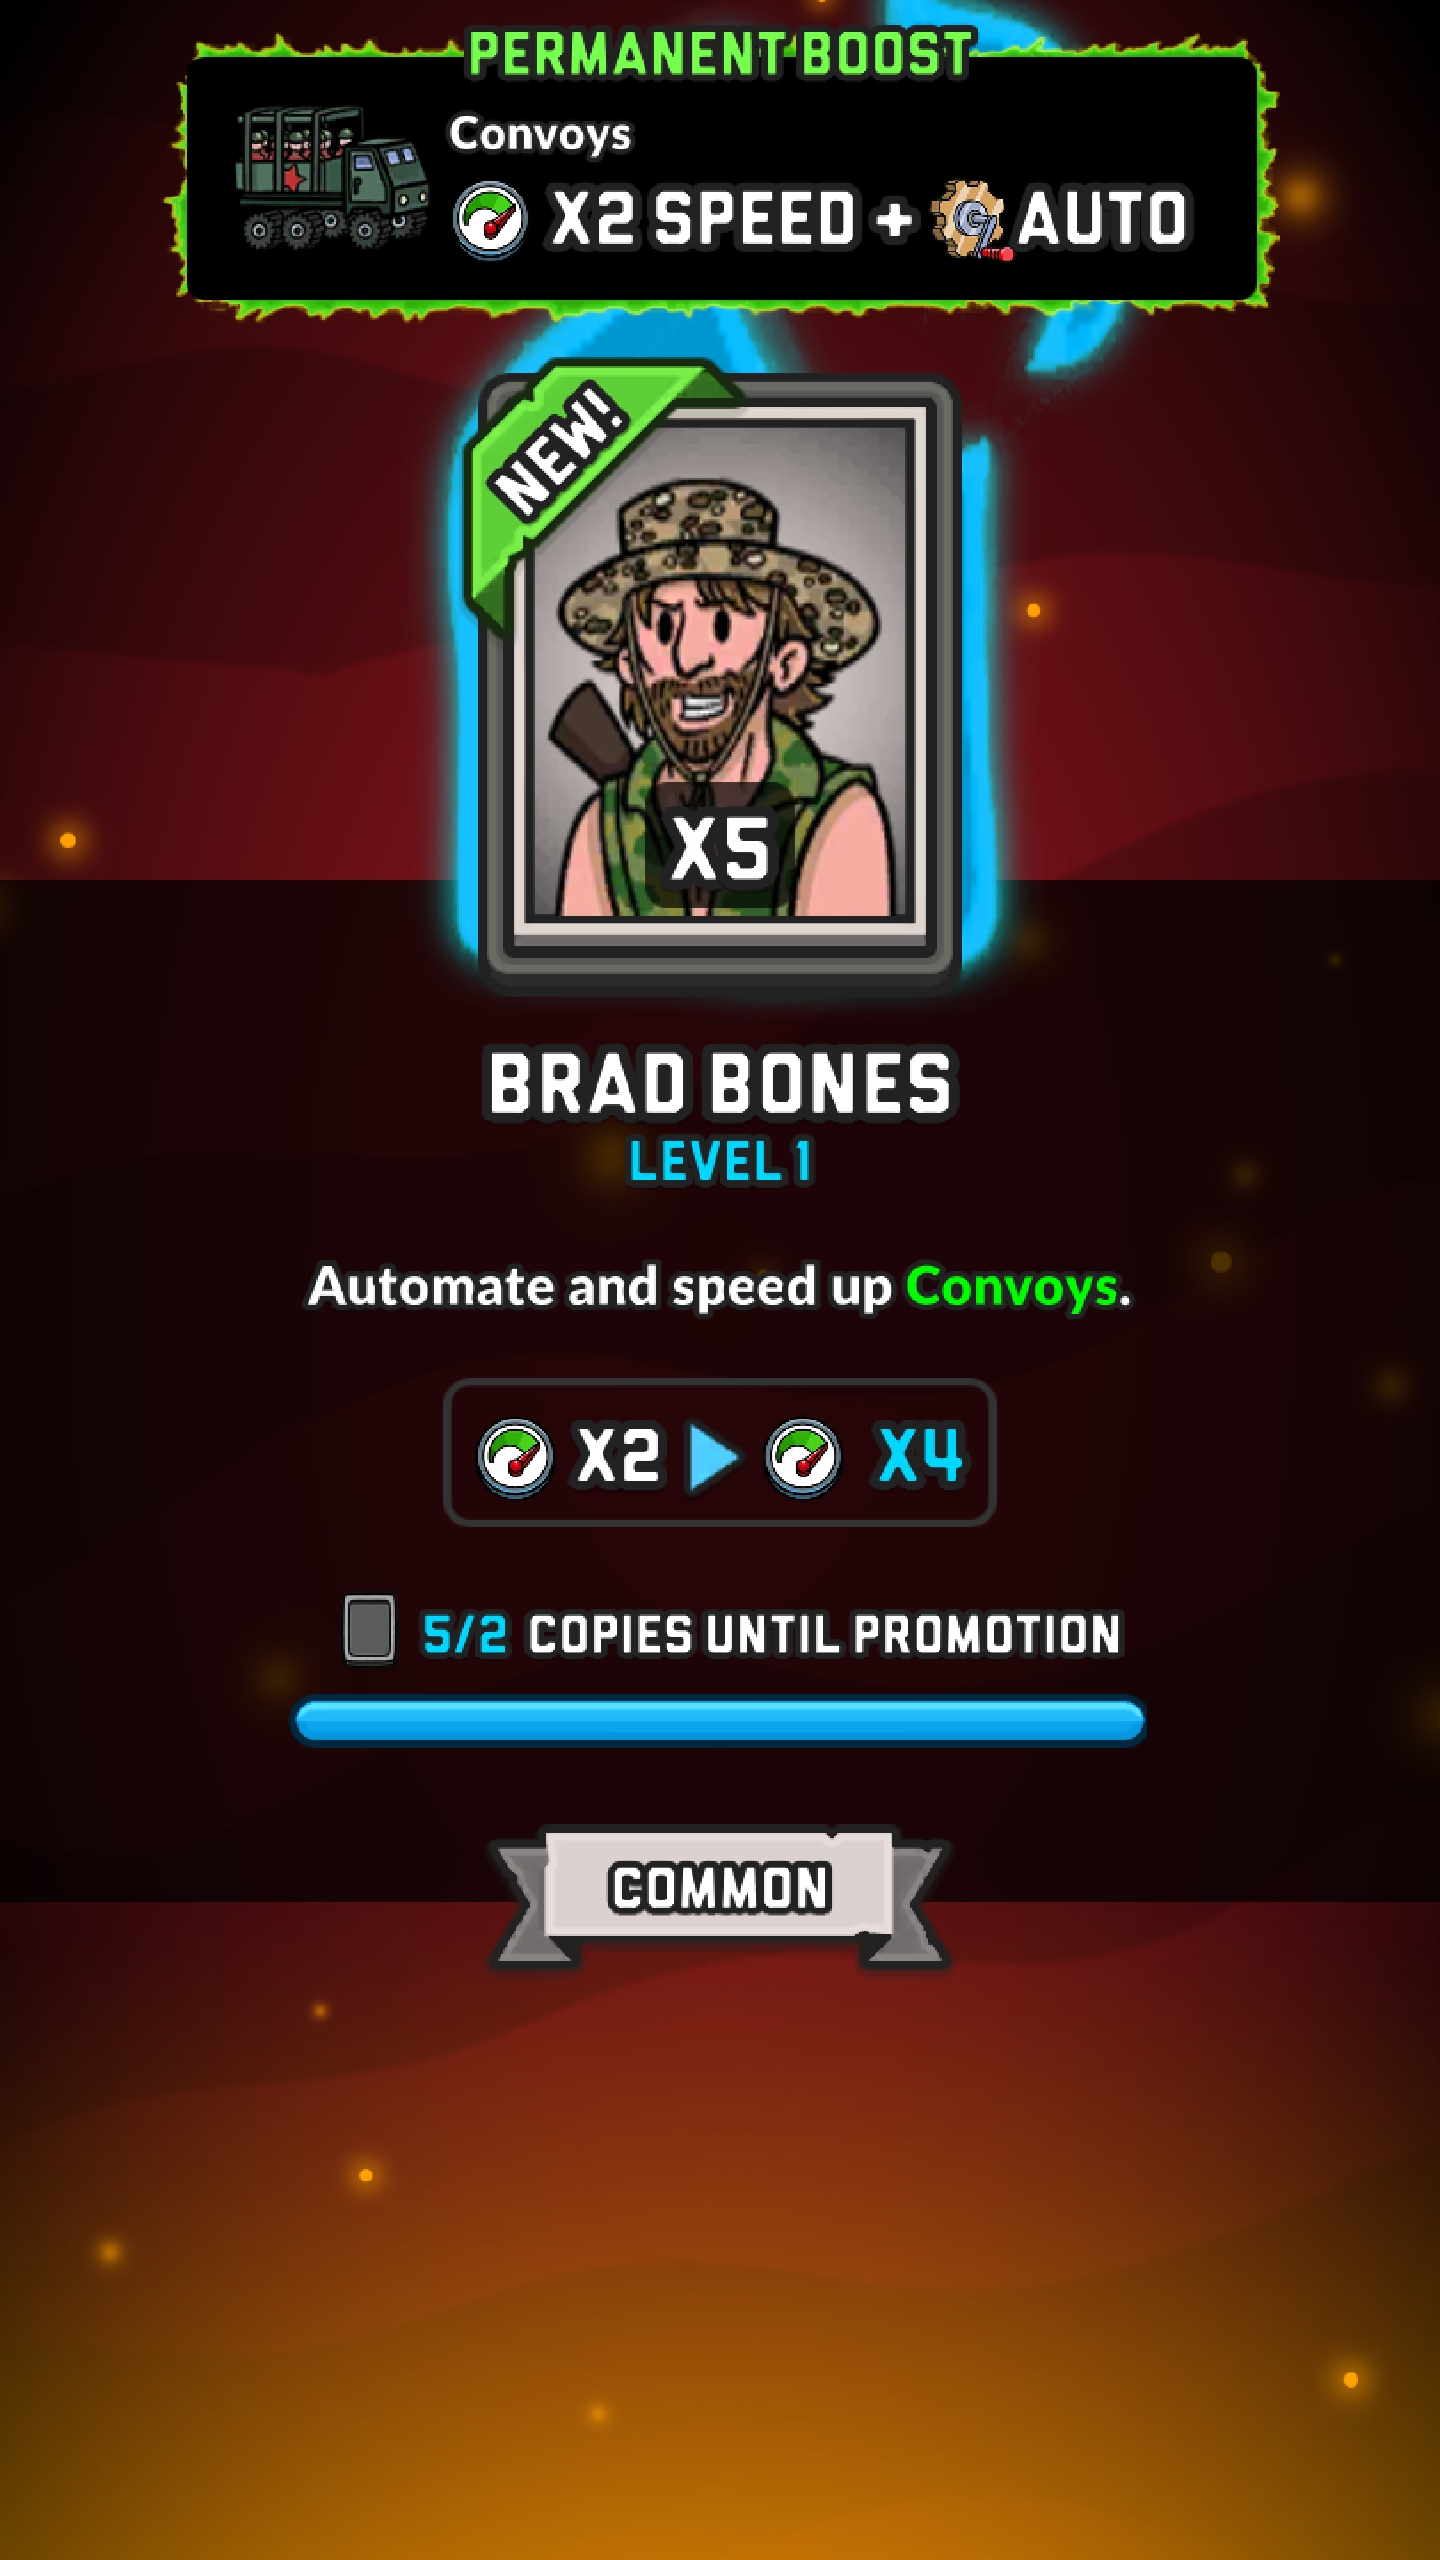 PERMANENT BOOST
Convoys
X2 SPEED + AUTO
NEW!
X5
BRAD BONES
LEVEL 1
Automate and speed up Convoys.
X2 X4
5/2 COPIES UNTIL PROMOTION
COMMON